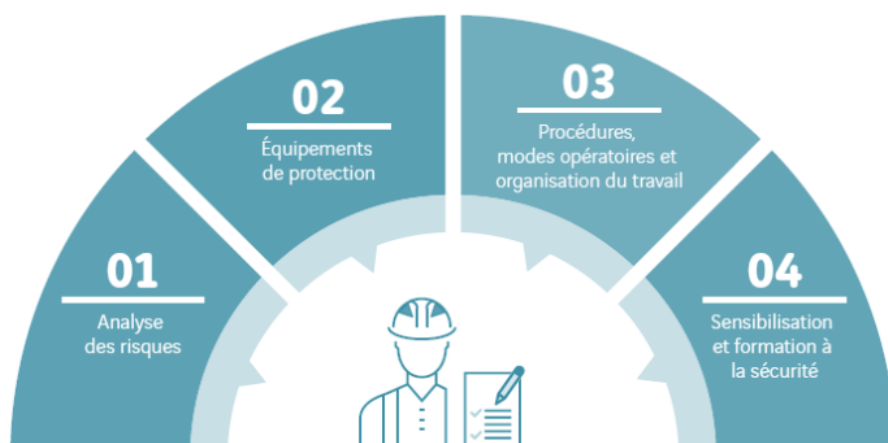 01
Analyse
des risques
02
Équipements
de protection
03
Procédures,
modes opératoires et
organisation du travail
04
Sensibilisation
et formation à
la sécurité